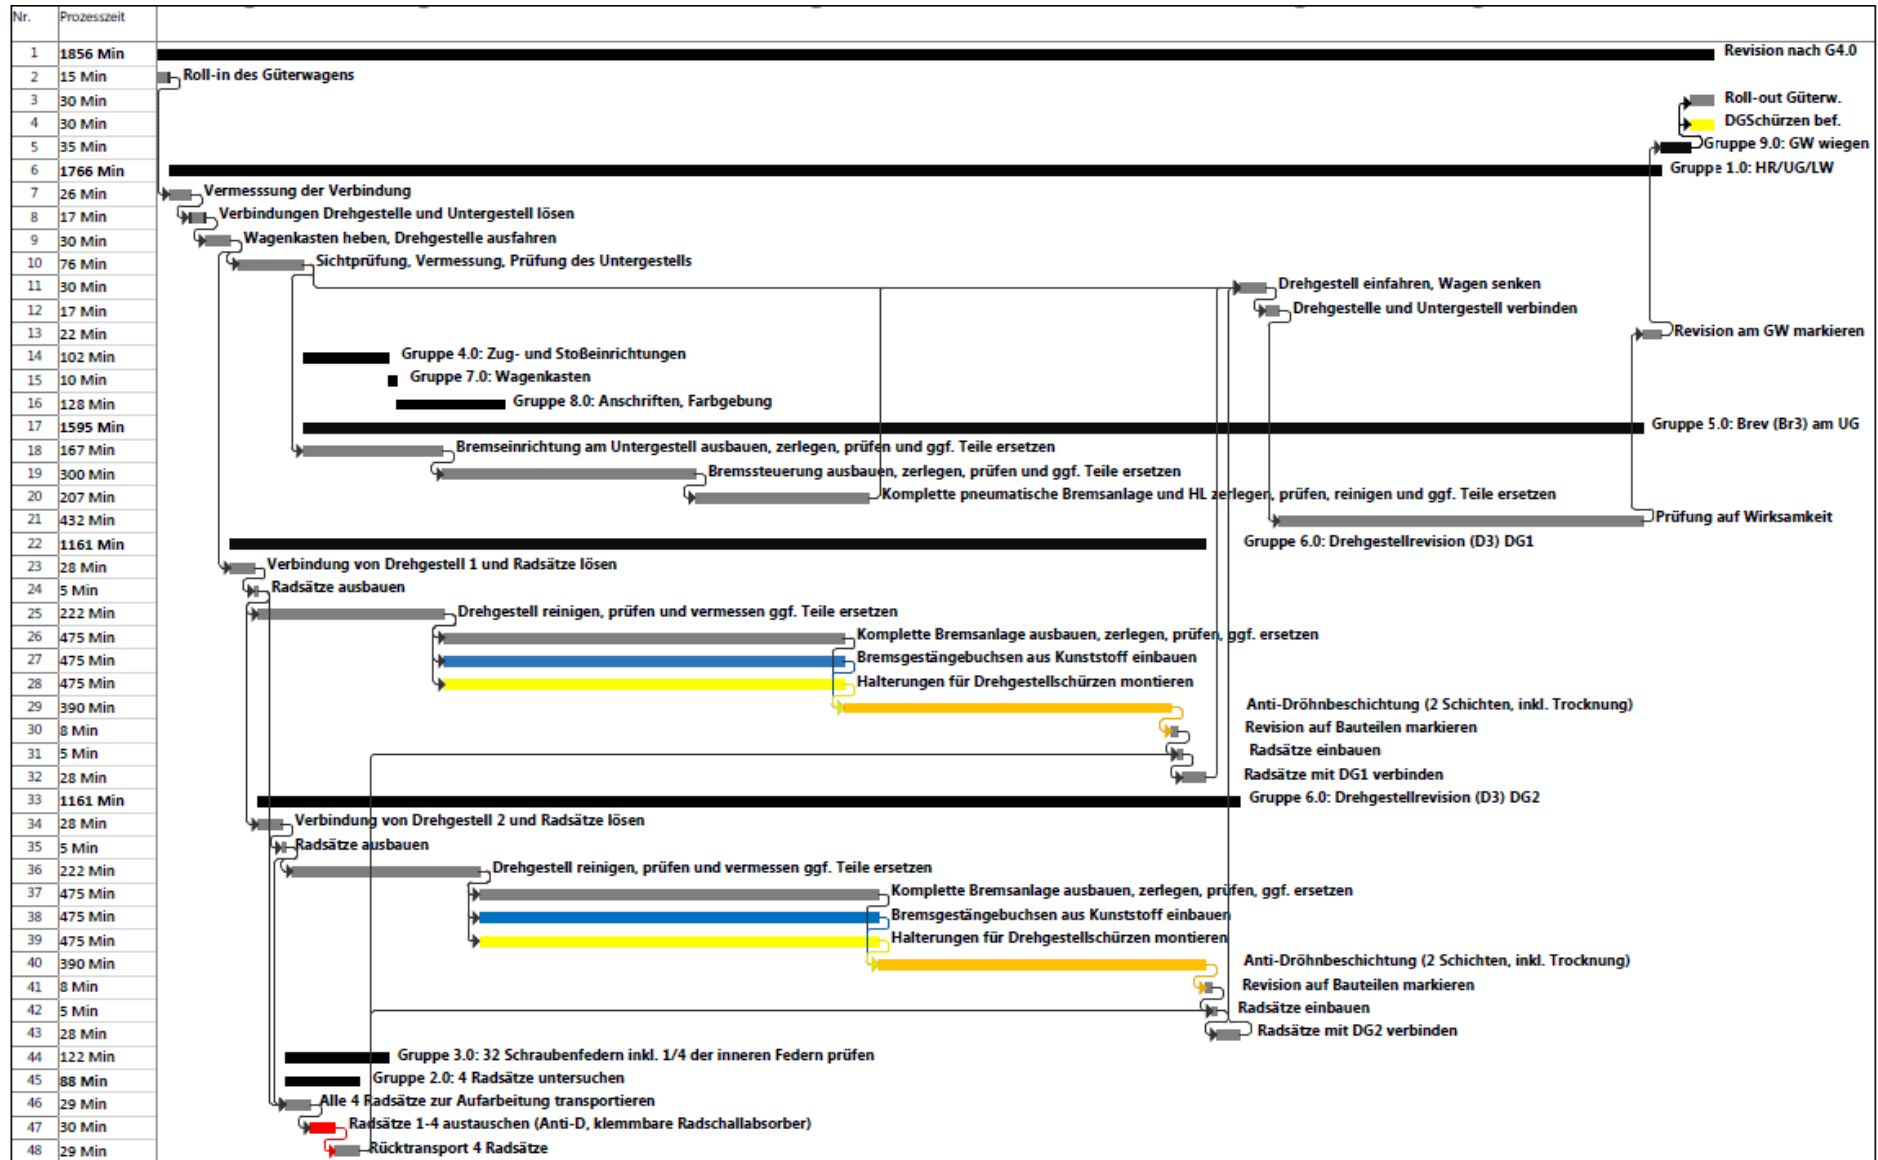 Nr. Prozesszeit
1 1856 Min Revision nach G4.0
2 15 Min Roll-in des Güterwagens
3 30 Min Roll-out Güterw.
4 30 Min DGSchürzen bef.
5 35 Min Gruppe 9.0: GW wiegen
6 1766 Min Gruppe 1.0: HR/UG/LW
7 26 Min Vermesssung der Verbindung
8 17 Min Verbindungen Drehgestelle und Untergestell lösen
9 30 Min Wagenkasten heben, Drehgestelle ausfahren
10 76 Min Sichtprüfung, Vermessung, Prüfung des Untergestells
11 30 Min Drehgestell einfahren, Wagen senken
12 17 Min Drehgestelle und Untergestell verbinden
13 22 Min Revision am GW markieren
14 102 Min Gruppe 4.0: Zug- und Stoßeinrichtungen
15 10 Min Gruppe 7.0: Wagenkasten
16 128 Min Gruppe 8.0: Anschriften, Farbgebung
17 1595 Min Gruppe 5.0: Brev (Br3) am UG
18 167 Min Bremseinrichtung am Untergestell ausbauen, zerlegen, prüfen und ggf. Teile ersetzen
19 300 Min Bremssteuerung ausbauen, zerlegen, prüfen und ggf. Teile ersetzen
20 207 Min Komplette pneumatische Bremsanlage und HL zerlegen, prüfen, reinigen und ggf. Teile ersetzen
21 432 Min Prüfung auf Wirksamkeit
22 1161 Min Gruppe 6.0: Drehgestellrevision (D3) DG1
23 28 Min Verbindung von Drehgestell 1 und Radsätze lösen
24 5 Min Radsätze ausbauen
25 222 Min Drehgestell reinigen, prüfen und vermessen ggf. Teile ersetzen
26 475 Min Komplette Bremsanlage ausbauen, zerlegen, prüfen, ggf. ersetzen
27 475 Min Bremsgestängebuchsen aus Kunststoff einbauen
28 475 Min Halterungen für Drehgestellschürzen montieren
29 390 Min Anti-Dröhnbeschichtung (2 Schichten, inkl. Trocknung)
30 8 Min Revision auf Bauteilen markieren
31 5 Min Radsätze einbauen
32 28 Min Radsätze mit DG1 verbinden
33 1161 Min Gruppe 6.0: Drehgestellrevision (D3) DG2
34 28 Min Verbindung von Drehgestell 2 und Radsätze lösen
35 5 Min Radsätze ausbauen
36 222 Min Drehgestell reinigen, prüfen und vermessen ggf. Teile ersetzen
37 475 Min Komplette Bremsanlage ausbauen, zerlegen, prüfen, ggf. ersetzen
38 475 Min Bremsgestängebuchsen aus Kunststoff einbauen
39 475 Min Halterungen für Drehgestellschürzen montieren
40 390 Min Anti-Dröhnbeschichtung (2 Schichten, inkl. Trocknung)
41 8 Min Revision auf Bauteilen markieren
42 5 Min Radsätze einbauen
43 28 Min Radsätze mit DG2 verbinden
44 122 Min Gruppe 3.0: 32 Schraubenfedern inkl. 1/4 der inneren Federn prüfen
45 88 Min Gruppe 2.0: 4 Radsätze untersuchen
46 29 Min Alle 4 Radsätze zur Aufarbeitung transportieren
47 30 Min Radsätze 1-4 austauschen (Anti-D, klemmbare Radschallabsorber)
48 29 Min Rücktransport 4 Radsätze